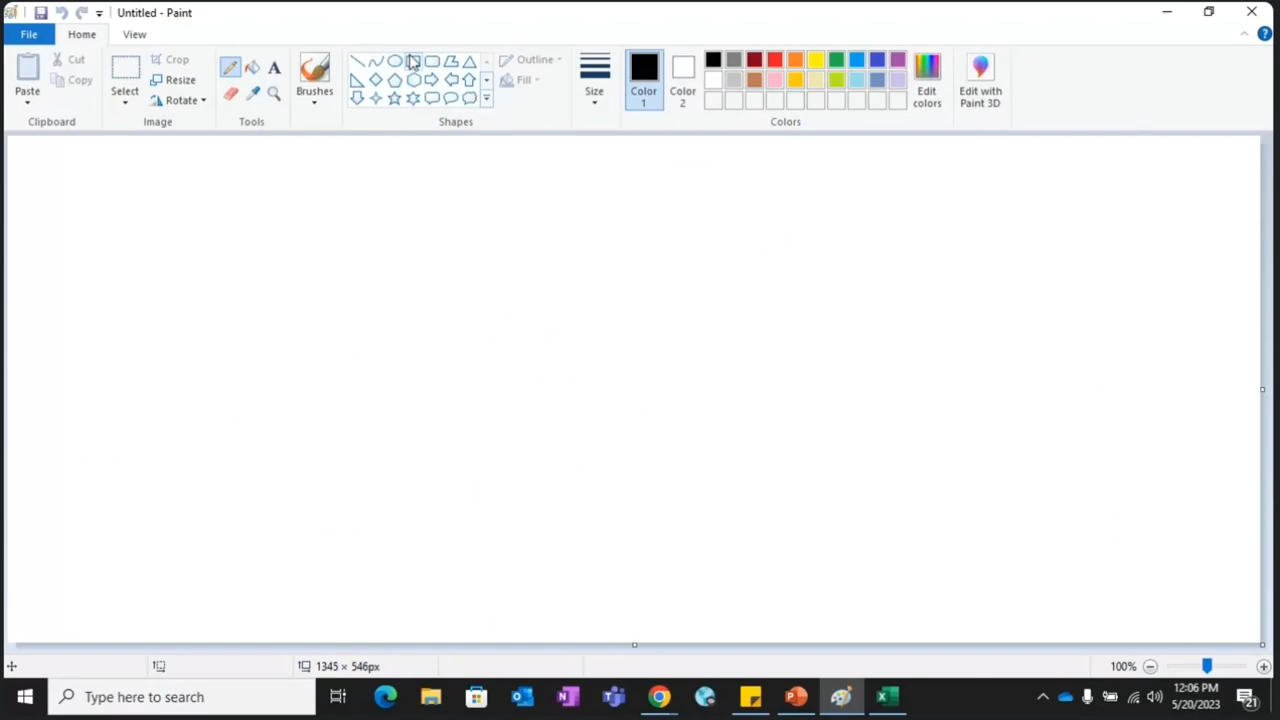 Untitled - Paint
File Home View
Paste
Cut
Copy
Clipboard
Select
Crop
Resize
Rotate
Image
A
Tools
Brushes
Outline
Fill
Shapes
Size
Color 1
Color 2
Edit colors
Colors
Edit with Paint 3D
1345 × 546px
100%
Type here to search
12:06 PM
5/20/2023
21